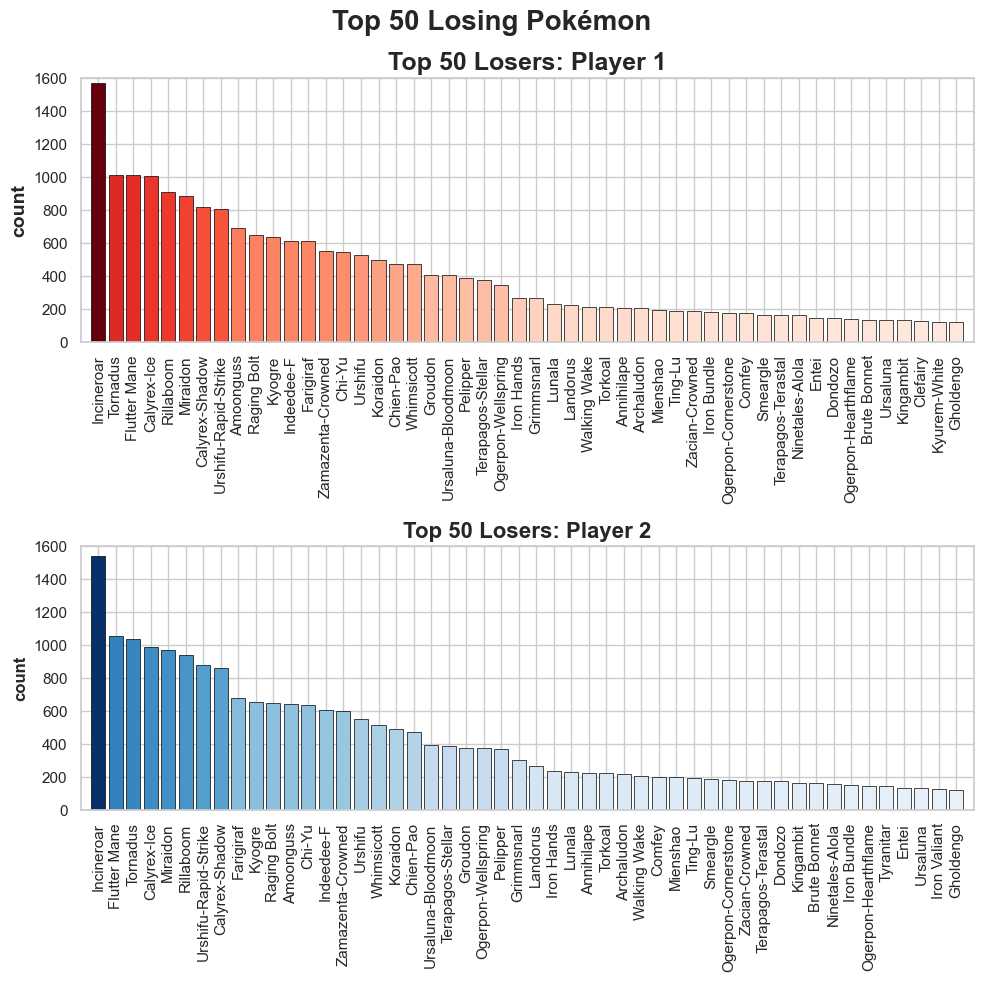 Top 50 Losing Pokémon
Top 50 Losers: Player 1
count
1600
1400
1200
1000
800
600
400
200
0
Incineroar
Tornadus
Flutter Mane
Calyrex-Ice
Rillaboom
Miraidon
Calyrex-Shadow
Urshifu-Rapid-Strike
Amoonguss
Raging Bolt
Kyogre
Indeedee-F
Farigiraf
Zamazenta-Crowned
Chi-Yu
Urshifu
Koraidon
Chien-Pao
Whimsicott
Groudon
Ursaluna-Bloodmoon
Pelipper
Terapagos-Stellar
Ogerpon-Wellspring
Iron Hands
Grimmsnarl
Lunala
Landorus
Walking Wake
Torkoal
Annihilape
Archaludon
Mienshao
Ting-Lu
Zacian-Crowned
Iron Bundle
Ogerpon-Cornerstone
Comfey
Smeargle
Terapagos-Terastal
Ninetales-Alola
Entei
Dondozo
Ogerpon-Hearthflame
Brute Bonnet
Ursaluna
Kingambit
Clefairy
Kyurem-White
Gholdengo
Top 50 Losers: Player 2
count
1600
1400
1200
1000
800
600
400
200
0
Incineroar
Flutter Mane
Tornadus
Calyrex-Ice
Miraidon
Rillaboom
Urshifu-Rapid-Strike
Calyrex-Shadow
Farigiraf
Kyogre
Raging Bolt
Amoonguss
Chi-Yu
Indeedee-F
Zamazenta-Crowned
Urshifu
Whimsicott
Koraidon
Chien-Pao
Ursaluna-Bloodmoon
Terapagos-Stellar
Groudon
Ogerpon-Wellspring
Pelipper
Grimmsnarl
Landorus
Iron Hands
Lunala
Annihilape
Torkoal
Archaludon
Walking Wake
Comfey
Mienshao
Ting-Lu
Smeargle
Ogerpon-Cornerstone
Zacian-Crowned
Terapagos-Terastal
Dondozo
Kingambit
Brute Bonnet
Ninetales-Alola
Iron Bundle
Ogerpon-Hearthflame
Tyranitar
Entei
Ursaluna
Iron Valiant
Gholdengo